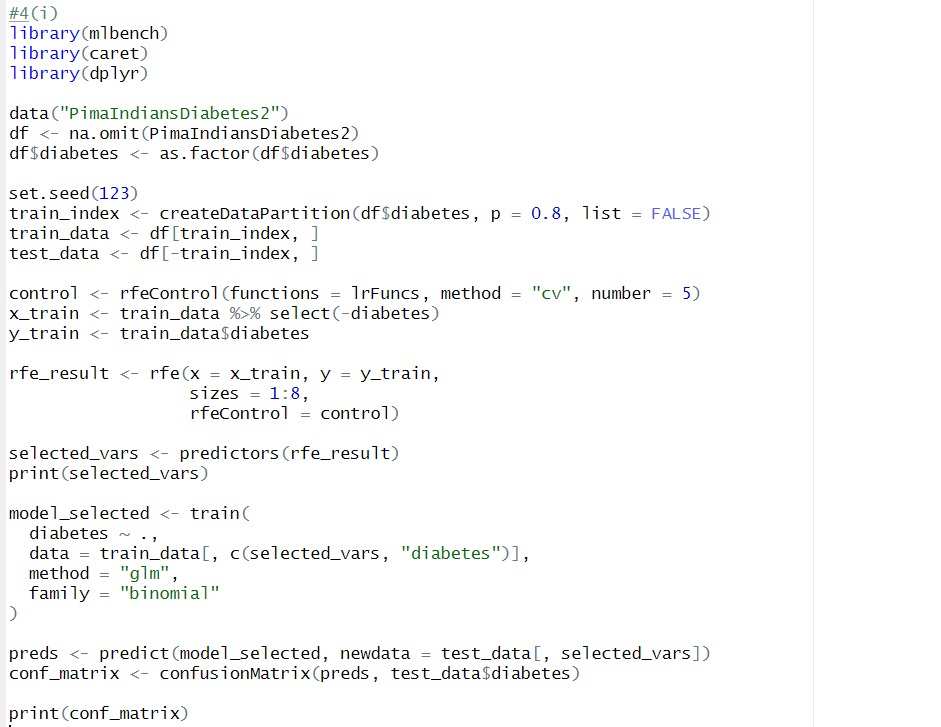 #4(i)
library(mlbench)
library(caret)
library(dplyr)

data("PimaIndiansDiabetes2")
df <- na.omit(PimaIndiansDiabetes2)
df$diabetes <- as.factor(df$diabetes)

set.seed(123)
train_index <- createDataPartition(df$diabetes, p = 0.8, list = FALSE)
train_data <- df[train_index, ]
test_data <- df[-train_index, ]

control <- rfeControl(functions = lrFuncs, method = "cv", number = 5)
x_train <- train_data %>% select(-diabetes)
y_train <- train_data$diabetes

rfe_result <- rfe(x = x_train, y = y_train,
                  sizes = 1:8,
                  rfeControl = control)

selected_vars <- predictors(rfe_result)
print(selected_vars)

model_selected <- train(
  diabetes ~ .,
  data = train_data[, c(selected_vars, "diabetes")],
  method = "glm",
  family = "binomial"
)

preds <- predict(model_selected, newdata = test_data[, selected_vars])
conf_matrix <- confusionMatrix(preds, test_data$diabetes)

print(conf_matrix)